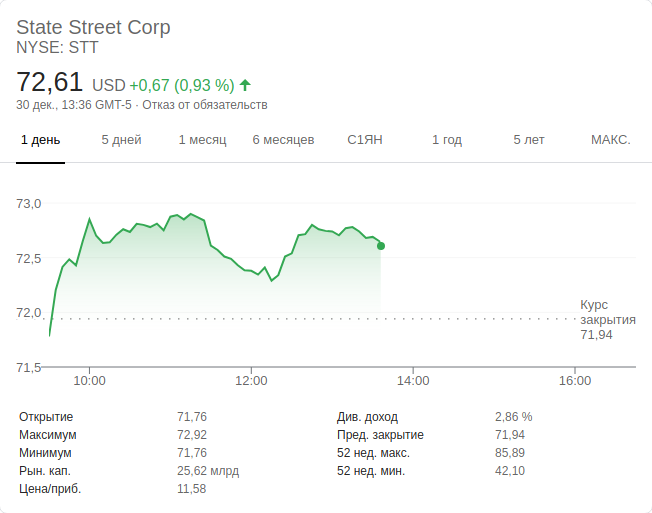 State Street Corp
NYSE: STT
72,61 USD +0,67 (0,93 %)
30 дек., 13:36 GMT-5 · Отказ от обязательств
1 день 5 дней 1 месяц 6 месяцев С1ЯН 1 год 5 лет МАКС.
73,0
72,5
72,0
Курс
закрытия
71,94
71,5
10:00 12:00 14:00 16:00
Открытие 71,76 Див. доход 2,86 %
Максимум 72,92 Пред. закрытие 71,94
Минимум 71,76 52 нед. макс. 85,89
Рын. кап. 25,62 млрд 52 нед. мин. 42,10
Цена/приб. 11,58